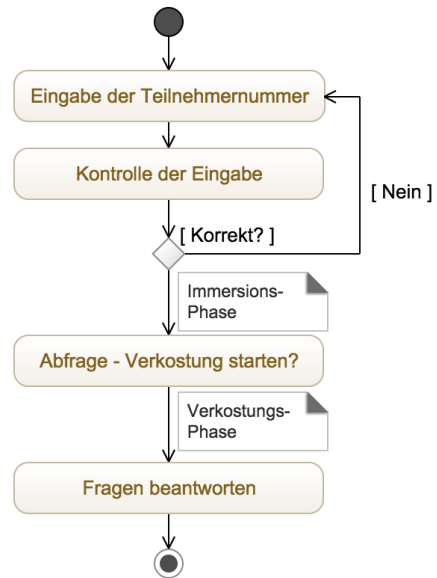 Eingabe der Teilnehmernummer
Kontrolle der Eingabe
[ Nein ]
[ Korrekt? ]
Immersions-
Phase
Abfrage - Verkostung starten?
Verkostungs-
Phase
Fragen beantworten